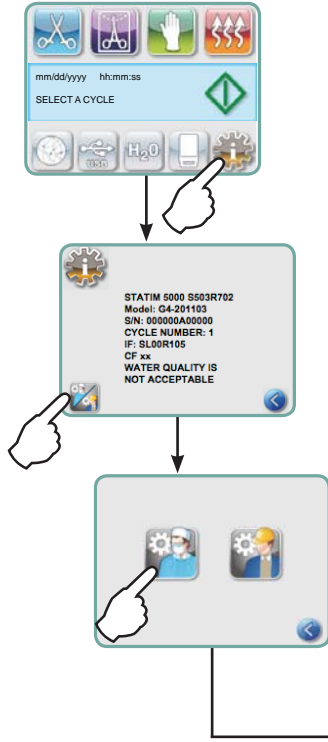 mm/dd/yyyy hh:mm:ss
SELECT A CYCLE
USB
H₂0
STATIM 5000 S503R702
Model: G4-201103
S/N: 000000A00000
CYCLE NUMBER: 1
IF: SL00R105
CF xx
WATER QUALITY IS
NOT ACCEPTABLE